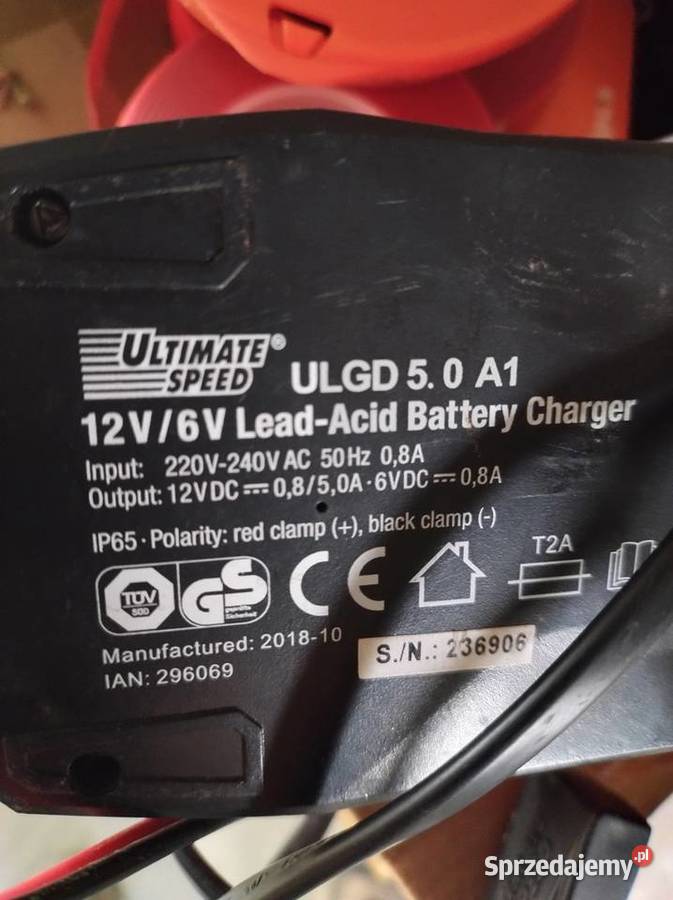 ULTIMATE SPEED® ULGD 5.0 A1
12V/6V Lead-Acid Battery Charger
Input: 220V-240V AC 50Hz 0,8A
Output: 12VDC ⎓ 0,8/5,0A · 6VDC ⎓ 0,8A
IP65 · Polarity: red clamp (+), black clamp (-)
T2A
TÜV
SÜD
GS
geprüfte
Sicherheit
CE
Manufactured: 2018-10
S./N.: 236906
IAN: 296069
Sprzedajemy.pl